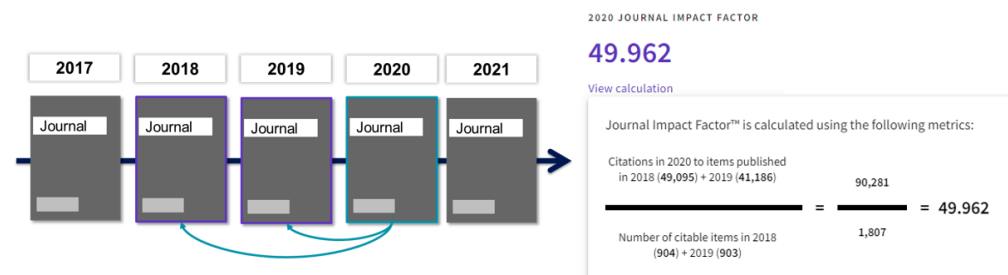 2017
2018
2019
2020
2021
Journal
Journal
Journal
Journal
Journal
2020 JOURNAL IMPACT FACTOR
49.962
View calculation
Journal Impact Factor™ is calculated using the following metrics:
Citations in 2020 to items published
in 2018 (49,095) + 2019 (41,186)
90,281
= = 49.962
Number of citable items in 2018
(904) + 2019 (903)
1,807